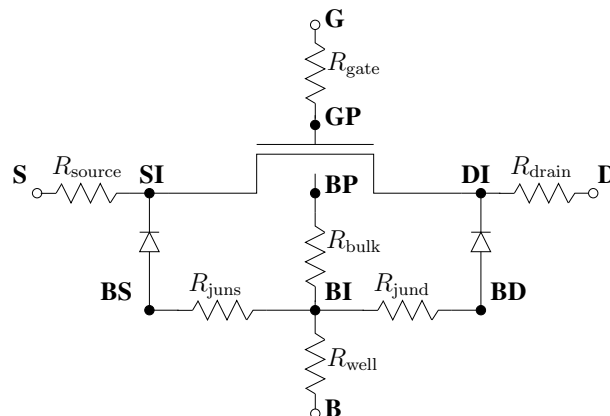 G
R_gate
GP
S
R_source
SI
BP
DI
R_drain
D
R_bulk
BS
R_juns
BI
R_jund
BD
R_well
B